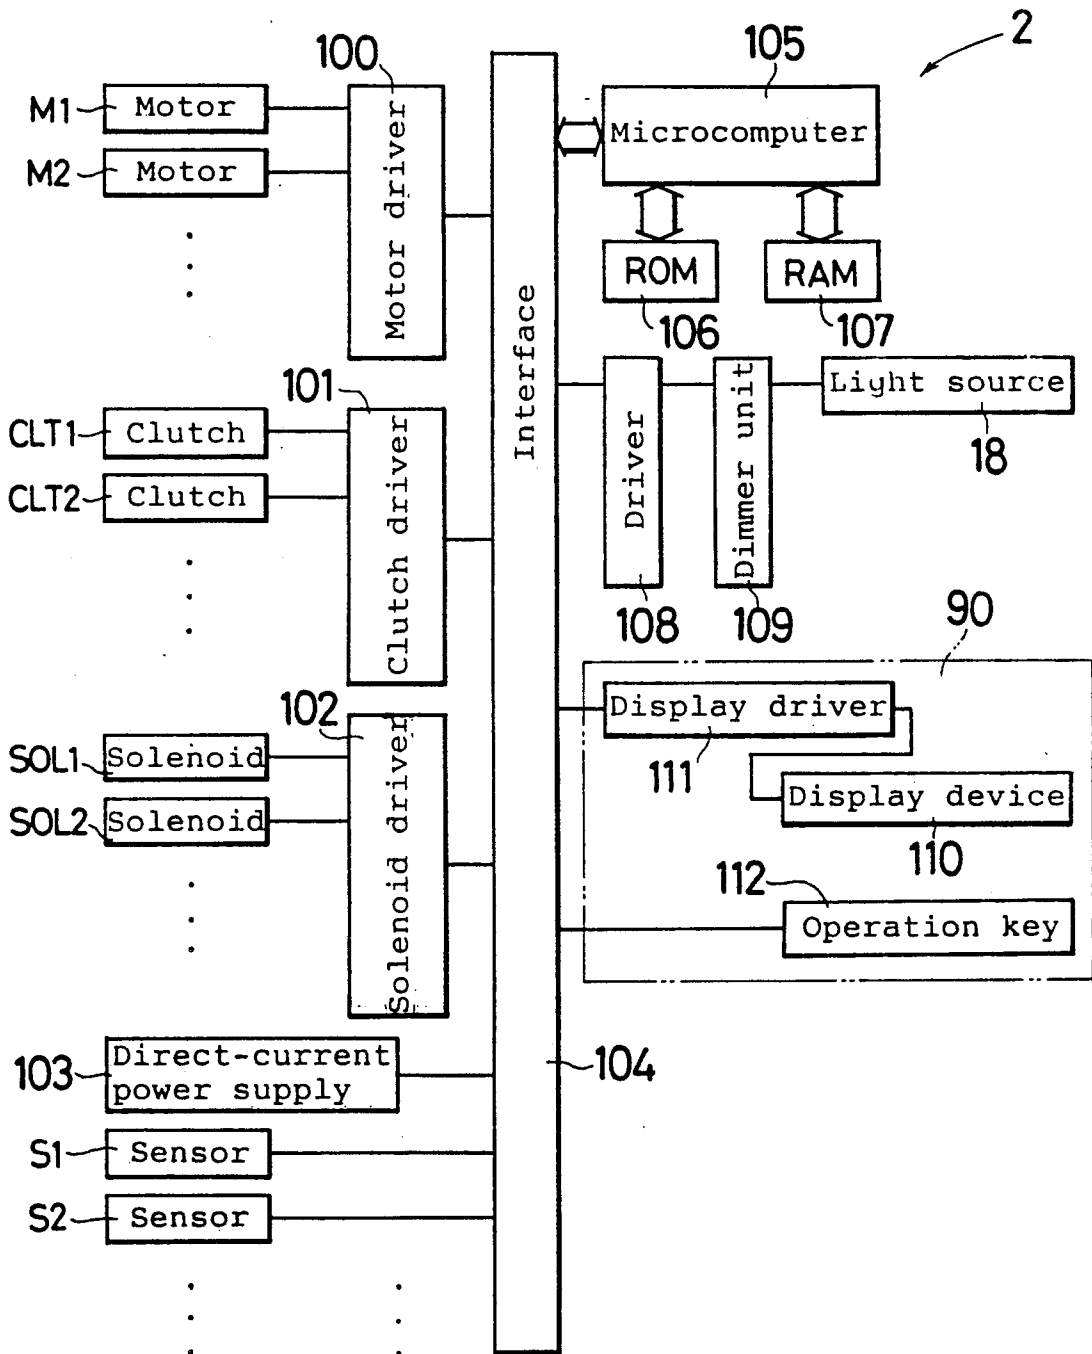 2
100
105
M1
Motor
Motor driver
Microcomputer
M2
Motor
Interface
ROM
RAM
106
107
101
Driver
Dimmer unit
Light source
18
CLT1
Clutch
Clutch driver
CLT2
Clutch
108
109
90
102
Display driver
111
SOL1
Solenoid
Solenoid driver
SOL2
Solenoid
Display device
110
112
Operation key
103
Direct-current
power supply
104
S1
Sensor
S2
Sensor